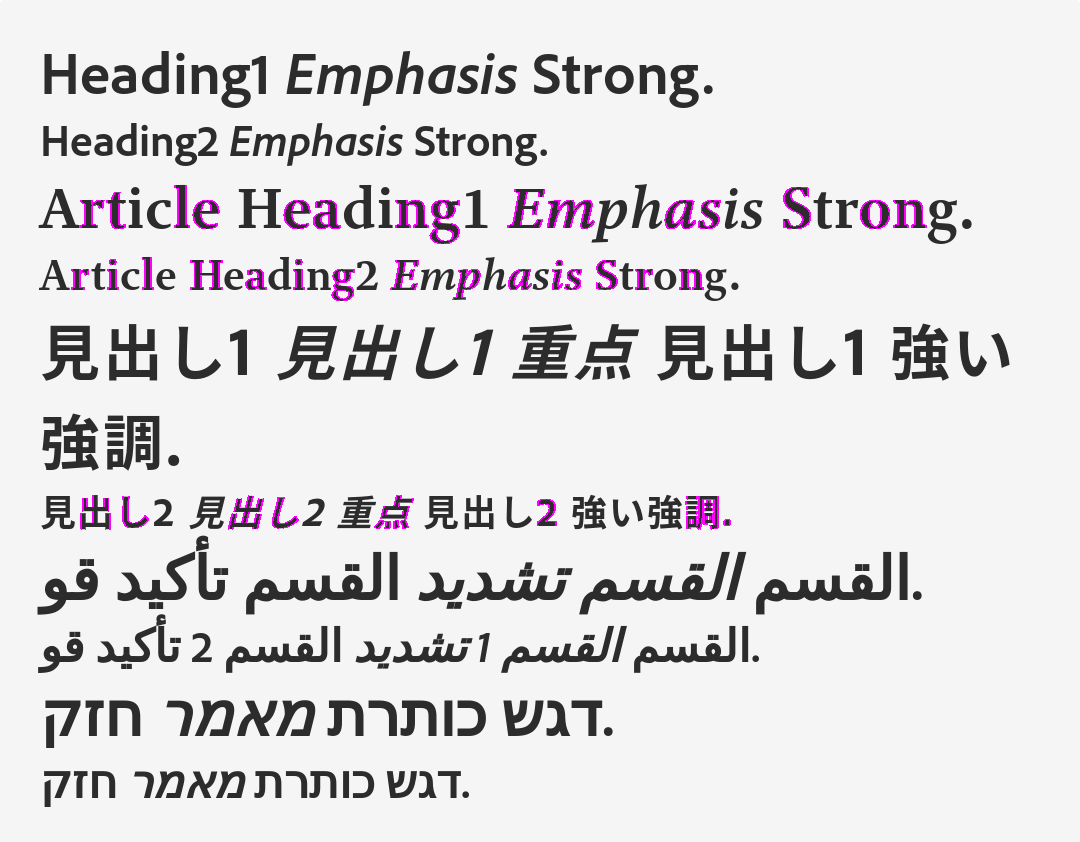 Heading1 Emphasis Strong.
Heading2 Emphasis Strong.
Article Heading1 Emphasis Strong.
Article Heading2 Emphasis Strong.
見出し1 見出し1 重点 見出し1 強い
強調.
見出し2 見出し2 重点 見出し2 強い強調.
القسم القسم تشديد القسم تأكيد قو.
القسم القسم 1 تشديد القسم 2 تأكيد قو.
דגש כותרת מאמר חזק.
דגש כותרת מאמר חזק.